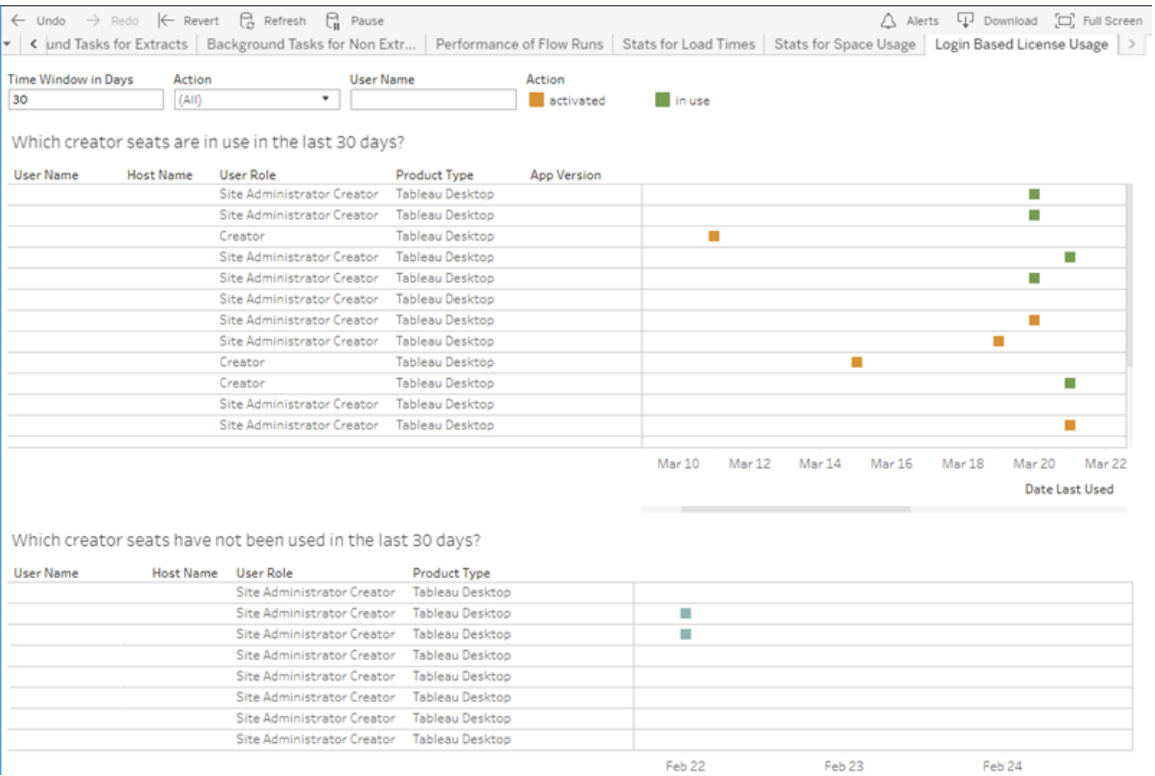 Undo Redo Revert Refresh Pause Alerts Download Full Screen
und Tasks for Extracts Background Tasks for Non Extr... Performance of Flow Runs Stats for Load Times Stats for Space Usage Login Based License Usage
Time Window in Days Action User Name Action
30 (All) activated in use
Which creator seats are in use in the last 30 days?
User Name Host Name User Role Product Type App Version
Site Administrator Creator Tableau Desktop
Site Administrator Creator Tableau Desktop
Creator Tableau Desktop
Site Administrator Creator Tableau Desktop
Site Administrator Creator Tableau Desktop
Site Administrator Creator Tableau Desktop
Site Administrator Creator Tableau Desktop
Site Administrator Creator Tableau Desktop
Creator Tableau Desktop
Creator Tableau Desktop
Site Administrator Creator Tableau Desktop
Site Administrator Creator Tableau Desktop
Mar 10 Mar 12 Mar 14 Mar 16 Mar 18 Mar 20 Mar 22
Date Last Used
Which creator seats have not been used in the last 30 days?
User Name Host Name User Role Product Type
Site Administrator Creator Tableau Desktop
Site Administrator Creator Tableau Desktop
Site Administrator Creator Tableau Desktop
Site Administrator Creator Tableau Desktop
Site Administrator Creator Tableau Desktop
Site Administrator Creator Tableau Desktop
Site Administrator Creator Tableau Desktop
Site Administrator Creator Tableau Desktop
Feb 22 Feb 23 Feb 24